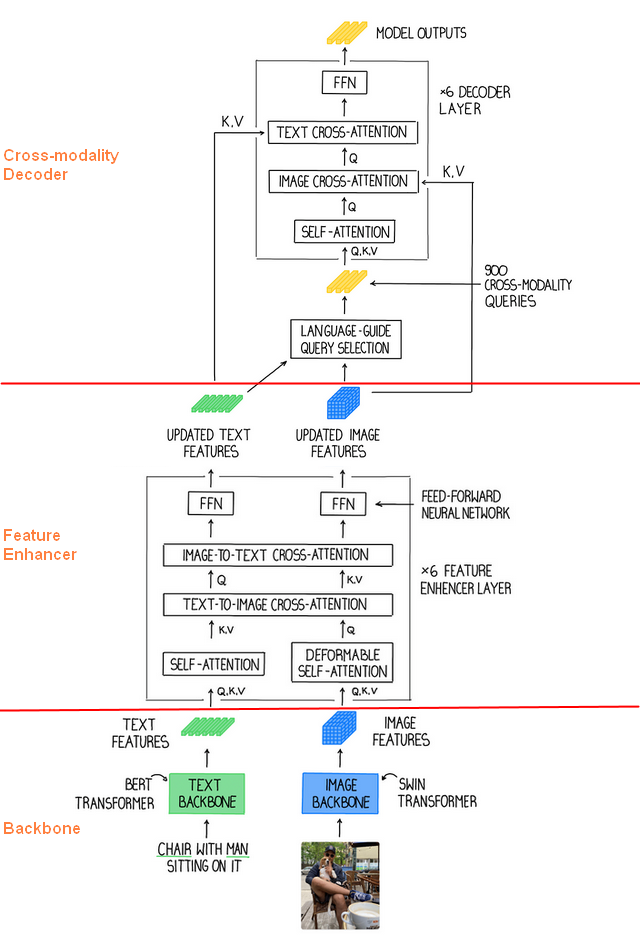 MODEL OUTPUTS
FFN
×6 DECODER
LAYER
K,V
TEXT CROSS-ATTENTION
Q
K,V
IMAGE CROSS-ATTENTION
Q
SELF-ATTENTION
Q,K,V
Cross-modality
Decoder
900
CROSS-MODALITY
QUERIES
LANGUAGE-GUIDE
QUERY SELECTION
UPDATED TEXT
FEATURES
UPDATED IMAGE
FEATURES
FFN
FFN
FEED-FORWARD
NEURAL NETWORK
Feature
Enhancer
IMAGE-TO-TEXT CROSS-ATTENTION
Q
K,V
×6 FEATURE
ENHENCER LAYER
TEXT-TO-IMAGE CROSS-ATTENTION
K,V
Q
SELF-ATTENTION
DEFORMABLE
SELF-ATTENTION
Q,K,V
Q,K,V
TEXT
FEATURES
IMAGE
FEATURES
BERT
TRANSFORMER
TEXT
BACKBONE
IMAGE
BACKBONE
SWIN
TRANSFORMER
Backbone
CHAIR WITH MAN
SITTING ON IT